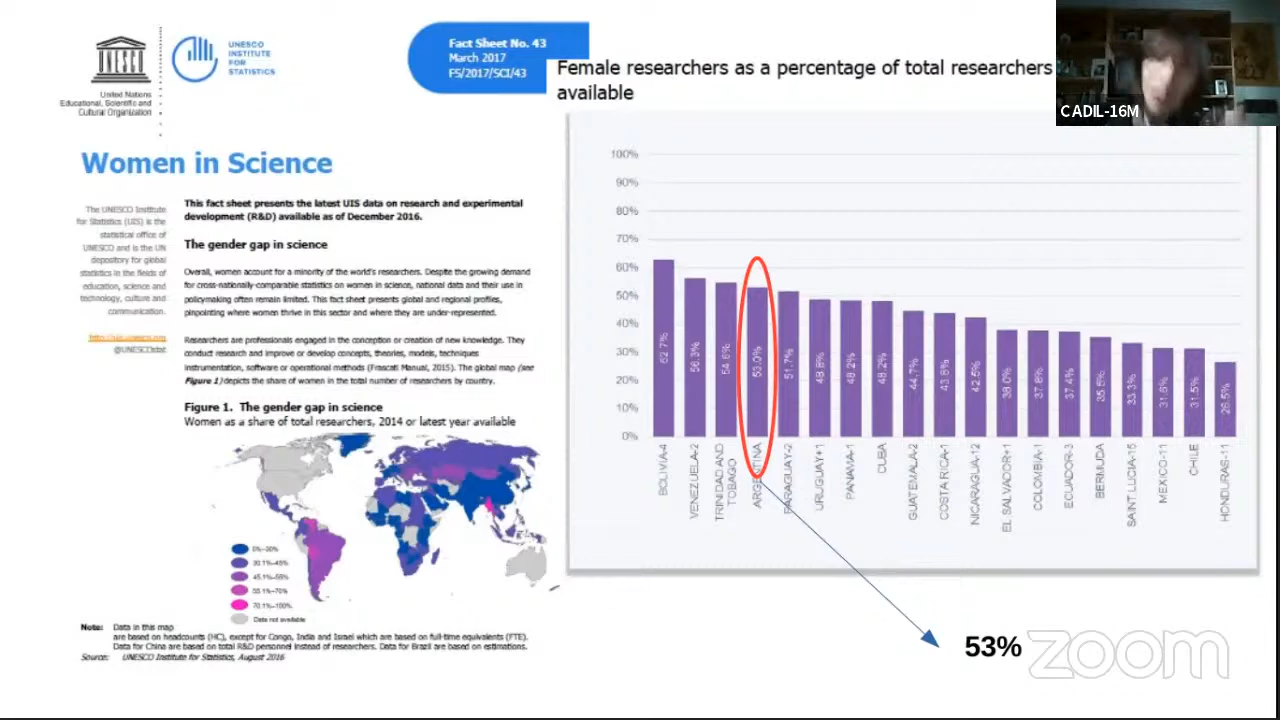 UNESCO
United Nations
Educational, Scientific and
Cultural Organization
UNESCO
INSTITUTE
FOR
STATISTICS
Fact Sheet No. 43
March 2017
FS/2017/SCI/43
Female researchers as a percentage of total researchers
available
CADIL-16M
Women in Science
The UNESCO Institute
for Statistics (UIS) is the
statistical office of
UNESCO and is the UN
depository for global
statistics in the fields of
education, science and
technology, culture and
communication.
http://uis.unesco.org
@UNESCOstat
This fact sheet presents the latest UIS data on research and experimental
development (R&D) available as of December 2016.
The gender gap in science
Overall, women account for a minority of the world's researchers. Despite the growing demand
for cross-nationally-comparable statistics on women in science, national data and their use in
policymaking often remain limited. This fact sheet presents global and regional profiles,
pinpointing where women thrive in this sector and where they are under-represented.
Researchers are professionals engaged in the conception or creation of new knowledge. They
conduct research and improve or develop concepts, theories, models, techniques
instrumentation, software or operational methods (Frascati Manual, 2015). The global map (see
Figure 1) depicts the share of women in the total number of researchers by country.
Figure 1. The gender gap in science
Women as a share of total researchers, 2014 or latest year available
0%-30%
30.1%-45%
45.1%-55%
55.1%-70%
70.1%-100%
Data not available
Note: Data in this map
are based on headcounts (HC), except for Congo, India and Israel which are based on full-time equivalents (FTE).
Data for China are based on total R&D personnel instead of researchers. Data for Brazil are based on estimations.
Source: UNESCO Institute for Statistics, August 2016
100%
90%
80%
70%
60%
50%
40%
30%
20%
10%
0%
62.7%
56.3%
54.6%
53.0%
51.7%
48.8%
48.2%
48.2%
44.7%
43.8%
42.5%
38.0%
37.8%
37.4%
35.6%
33.3%
31.6%
31.5%
26.5%
BOLIVIA-4
VENEZUELA-2
TRINIDAD AND
TOBAGO
ARGENTINA
PARAGUAY-2
URUGUAY+1
PANAMA-1
CUBA
GUATEMALA-2
COSTA RICA-1
NICARAGUA-12
EL SALVADOR+1
COLOMBIA-1
ECUADOR-3
BERMUDA
SAINT LUCIA-15
MEXICO-11
CHILE
HONDURAS-11
53%
zoom